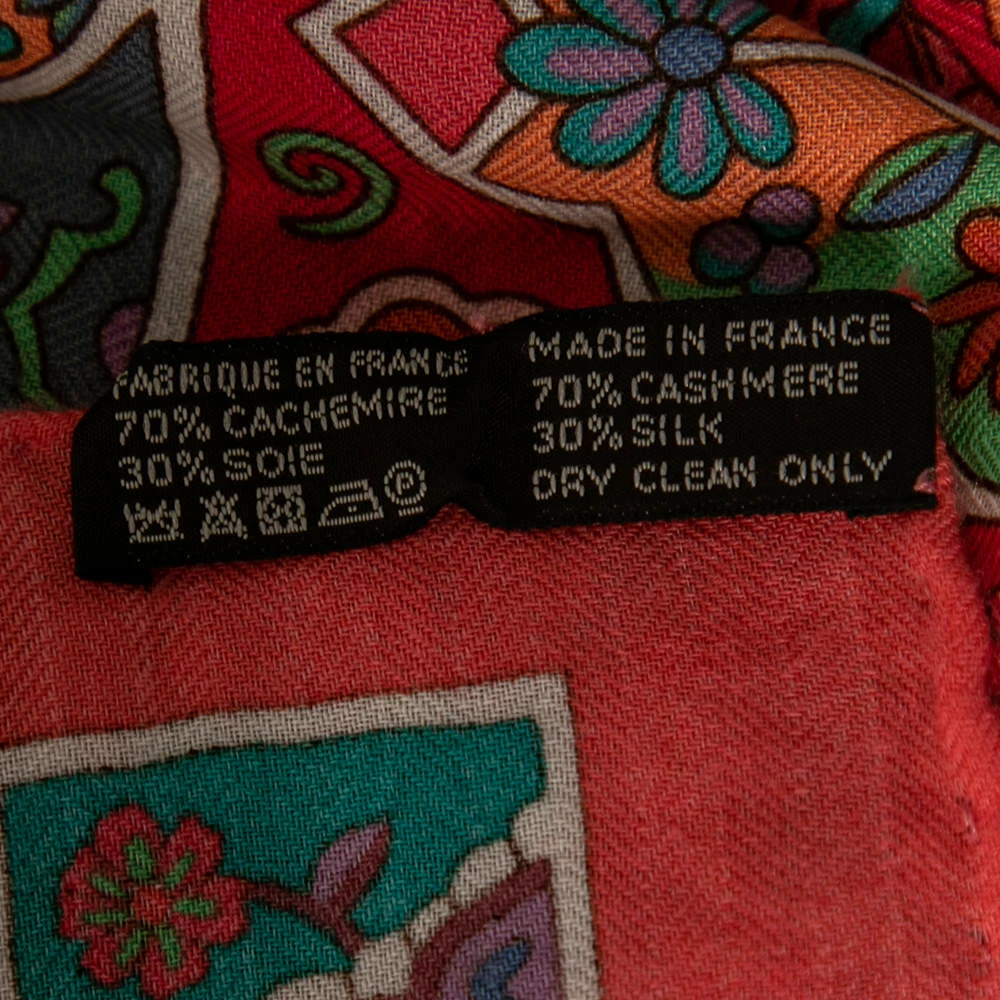 FABRIQUE EN FRANCE
70% CACHEMIRE
30% SOIE
P
MADE IN FRANCE
70% CASHMERE
30% SILK
DRY CLEAN ONLY